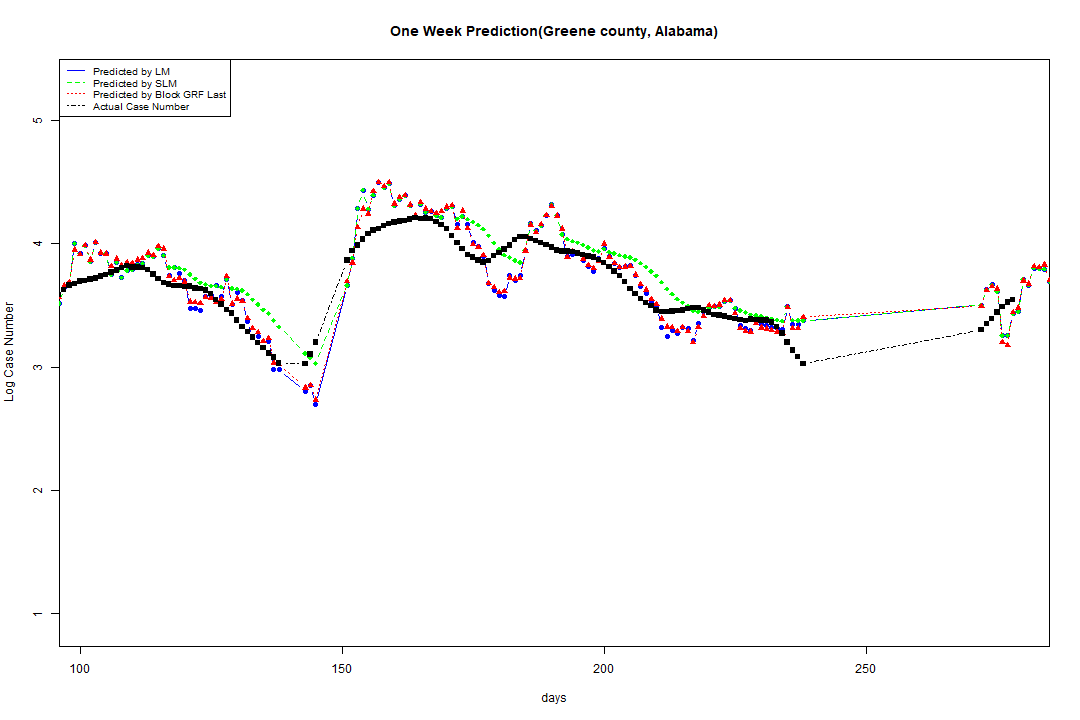 One Week Prediction(Greene county, Alabama)
Predicted by LM
Predicted by SLM
Predicted by Block GRF Last
Actual Case Number
5
4
3
2
1
Log Case Number
100 150 200 250
days